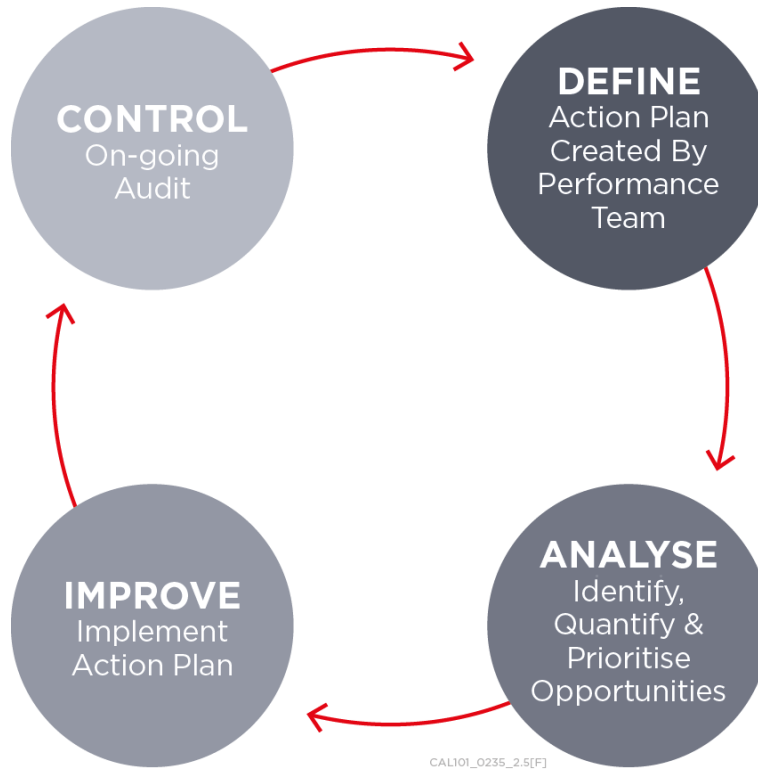 CONTROL
On-going
Audit
DEFINE
Action Plan
Created By
Performance
Team
ANALYSE
Identify,
Quantify &
Prioritise
Opportunities
IMPROVE
Implement
Action Plan
CAL101_0235_2.5[F]